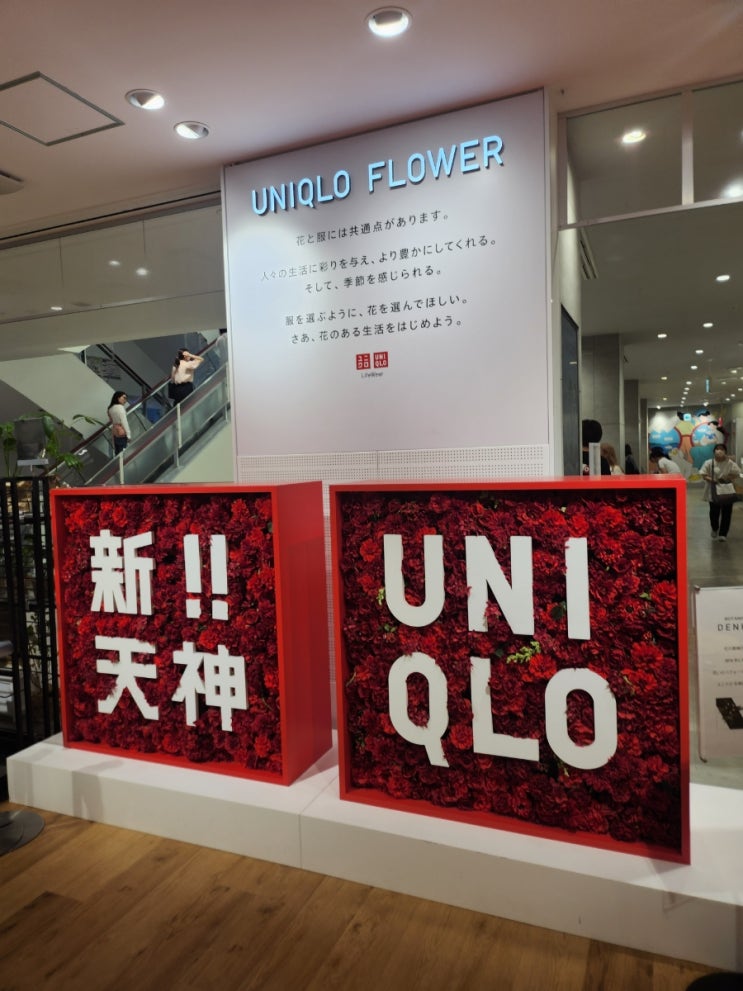 UNIQLO FLOWER
花と服には共通点があります。
人々の生活に彩りを与え、より豊かにしてくれる。
そして、季節を感じられる。
服を選ぶように、花を選んでほしい。
さあ、花のある生活をはじめよう。
ユニ
クロ
UNI
QLO
LifeWear
新!!
天神
UNI
QLO